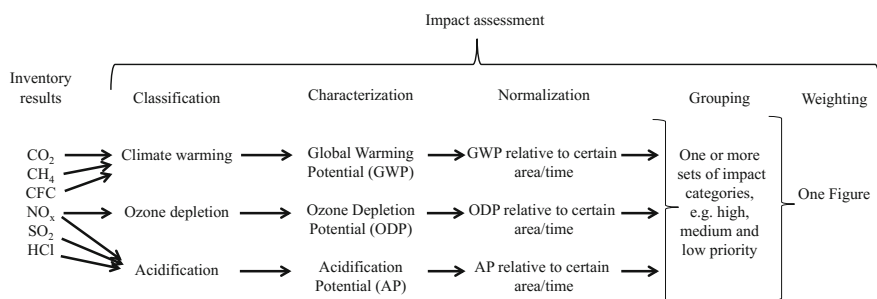 Impact assessment
Inventory
results
Classification
Characterization
Normalization
Grouping
Weighting
CO₂
CH₄
CFC
NOₓ
SO₂
HCl
Climate warming
Ozone depletion
Acidification
Global Warming
Potential (GWP)
Ozone Depletion
Potential (ODP)
Acidification
Potential (AP)
GWP relative to certain
area/time
ODP relative to certain
area/time
AP relative to certain
area/time
One or more
sets of impact
categories,
e.g. high,
medium and
low priority
One Figure